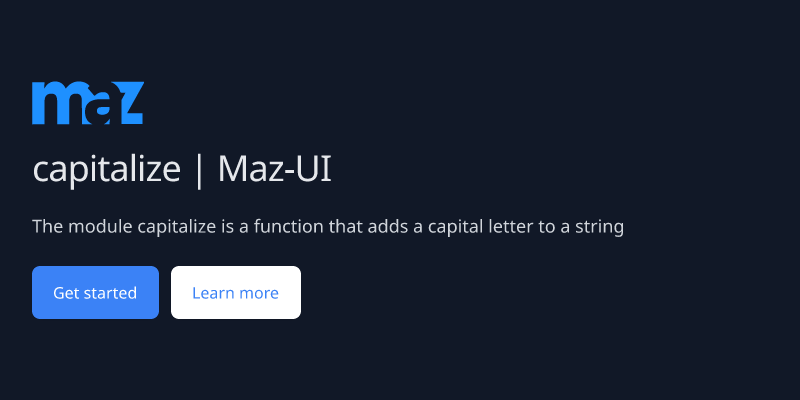 maz
capitalize | Maz-UI
The module capitalize is a function that adds a capital letter to a string
Get started
Learn more